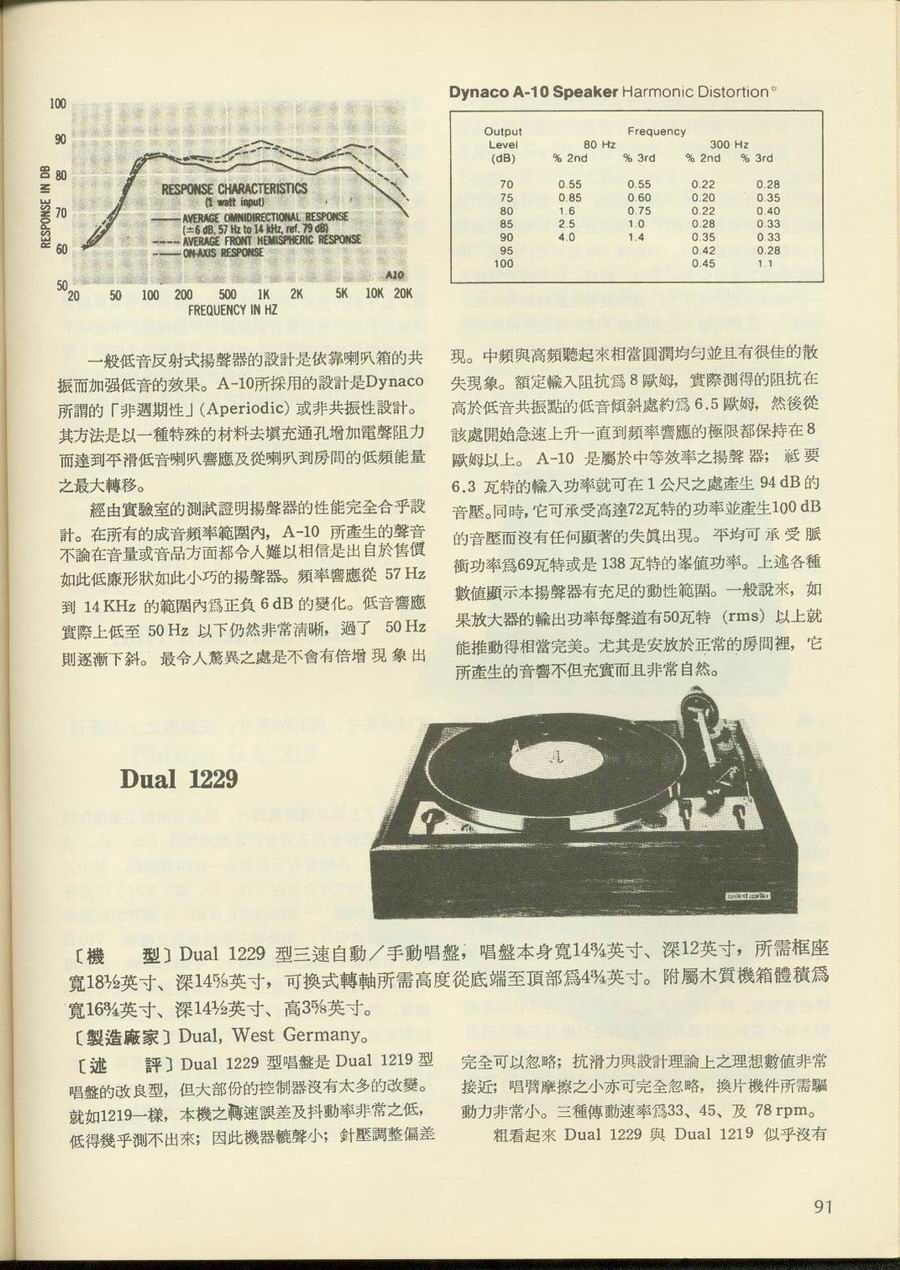 100
90
80
70
60
50
RESPONSE IN DB
RESPONSE CHARACTERISTICS
(1 watt input)
AVERAGE OMNIDIRECTIONAL RESPONSE
(±6 dB, 57 Hz to 14 kHz, ref. 79 dB)
AVERAGE FRONT HEMISPHERIC RESPONSE
ON-AXIS RESPONSE
A10
20 50 100 200 500 1K 2K 5K 10K 20K
FREQUENCY IN HZ
Dynaco A-10 Speaker Harmonic Distortion*
Output Frequency
Level 80 Hz 300 Hz
(dB) % 2nd % 3rd % 2nd % 3rd
70 0.55 0.55 0.22 0.28
75 0.85 0.60 0.20 0.35
80 1.6 0.75 0.22 0.40
85 2.5 1.0 0.28 0.33
90 4.0 1.4 0.35 0.33
95 0.42 0.28
100 0.45 1.1
一般低音反射式揚聲器的設計是依靠喇叭箱的共
振而加强低音的效果。A-10所採用的設計是Dynaco
所謂的「非週期性」(Aperiodic) 或非共振性設計。
其方法是以一種特殊的材料去填充通孔增加電聲阻力
而達到平滑低音喇叭響應及從喇叭到房間的低頻能量
之最大轉移。
經由實驗室的測試證明揚聲器的性能完全合乎設
計。在所有的成音頻率範圍內，A-10 所產生的聲音
不論在音量或音品方面都令人難以相信是出自於售價
如此低廉形狀如此小巧的揚聲器。頻率響應從 57 Hz
到 14 KHz 的範圍內爲正負 6 dB 的變化。低音響應
實際上低至 50 Hz 以下仍然非常清晰，過了 50 Hz
則逐漸下斜。 最令人驚異之處是不會有倍增 現 象 出
現。中頻與高頻聽起來相當圓潤均勻並且有很佳的散
失現象。額定輸入阻抗爲 8 歐姆，實際測得的阻抗在
高於低音共振點的低音傾斜處約爲 6.5 歐姆，然後從
該處開始急速上升一直到頻率響應的極限都保持在 8
歐姆以上。 A-10 是屬於中等效率之揚聲 器； 祗 要
6.3 瓦特的輸入功率就可在 1 公尺之處產生 94 dB 的
音壓。同時，它可承受高達72瓦特的功率並產生100 dB
的音壓而沒有任何顯著的失眞出現。 平均可 承 受 脈
衝功率爲69瓦特或是 138 瓦特的峯值功率。上述各種
數值顯示本揚聲器有充足的動性範圍。一般說來，如
果放大器的輸出功率每聲道有50瓦特 (rms) 以上就
能推動得相當完美。尤其是安放於正常的房間裡，它
所產生的音響不但充實而且非常自然。
Dual 1229
united audio
〔機 型〕Dual 1229 型三速自動／手動唱盤，唱盤本身寬14¾英寸、深12英寸，所需框座
寬18½英寸、深14⅝英寸，可換式轉軸所需高度從底端至頂部爲4¾英寸。附屬木質機箱體積爲
寬16¾英寸、深14½英寸、高3⅝英寸。
〔製造廠家〕Dual, West Germany。
〔述 評〕Dual 1229 型唱盤是 Dual 1219 型
唱盤的改良型，但大部份的控制器沒有太多的改變。
就如1219一樣，本機之轉速誤差及抖動率非常之低，
低得幾乎測不出來；因此機器轆聲小；針壓調整偏差
完全可以忽略；抗滑力與設計理論上之理想數值非常
接近；唱臂摩擦之小亦可完全忽略，換片機件所需驅
動力非常小。三種傳動速率爲33、45、及 78 rpm。
粗看起來 Dual 1229 與 Dual 1219 似乎沒有
91